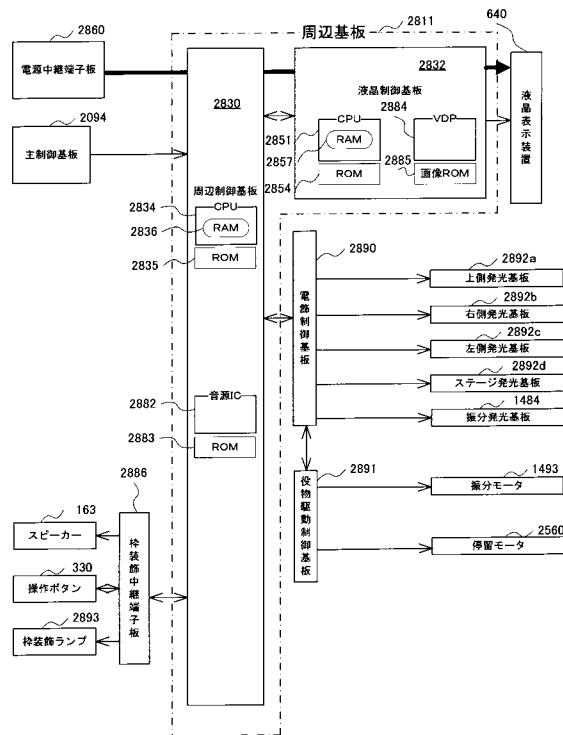 2860
電源中継端子板
2094
主制御基板
周辺基板
2811
2830
周辺制御基板
2834
CPU
2836
RAM
2835
ROM
2882
音源IC
2883
ROM
2832
液晶制御基板
2851
CPU
2857
RAM
2854
ROM
2884
VDP
2885
画像ROM
640
液晶表示装置
2890
電飾制御基板
2892a
上側発光基板
2892b
右側発光基板
2892c
左側発光基板
2892d
ステージ発光基板
1484
振分発光基板
2891
役物駆動制御基板
1493
振分モータ
2560
停留モータ
2886
枠装飾中継端子板
163
スピーカー
330
操作ボタン
2893
枠装飾ランプ